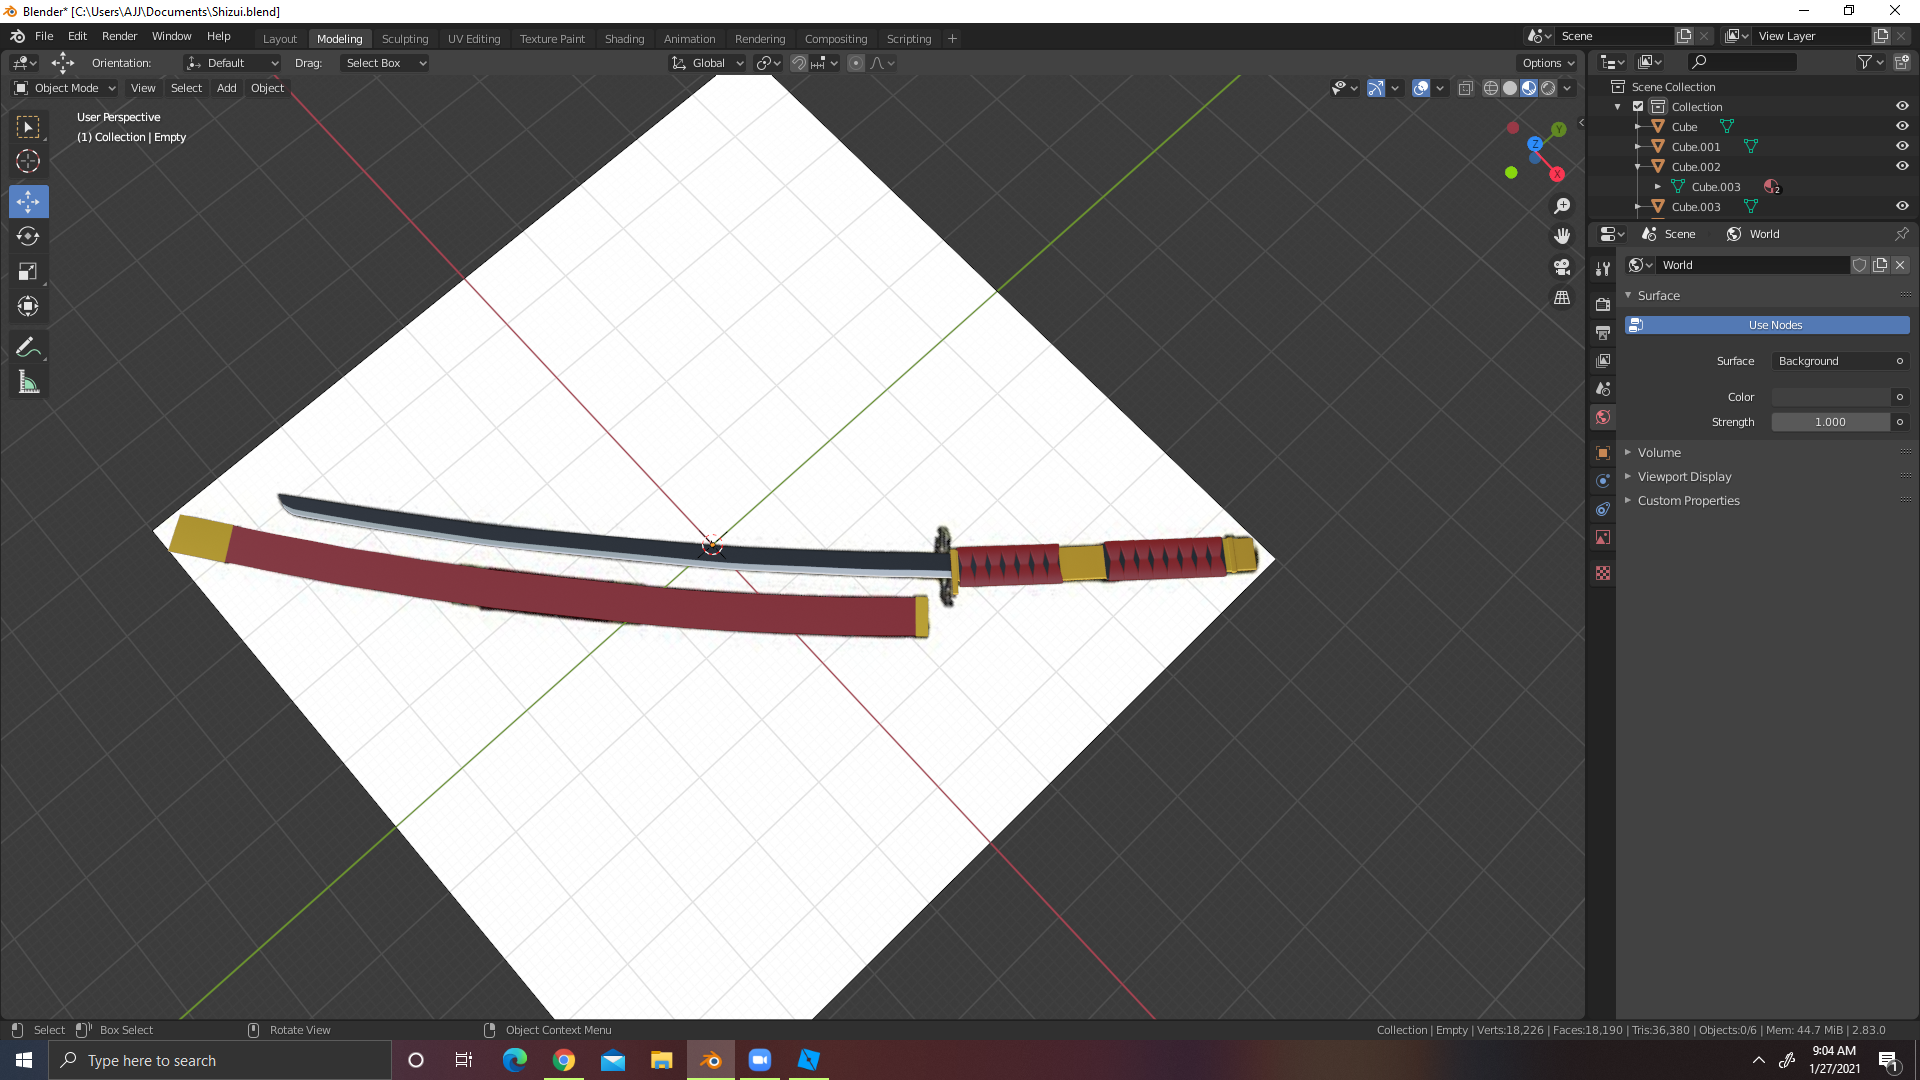 Blender* [C:\Users\AJJ\Documents\Shizui.blend]
File Edit Render Window Help Layout Modeling Sculpting UV Editing Texture Paint Shading Animation Rendering Compositing Scripting + Scene View Layer
Orientation: Default Drag: Select Box Global Options
Object Mode View Select Add Object
User Perspective
(1) Collection | Empty
Y
Z
X
Scene Collection
Collection
Cube
Cube.001
Cube.002
Cube.003 2
Cube.003
Scene World
World
Surface
Use Nodes
Surface Background
Color
Strength 1.000
Volume
Viewport Display
Custom Properties
Select Box Select Rotate View Object Context Menu Collection | Empty | Verts:18,226 | Faces:18,190 | Tris:36,380 | Objects:0/6 | Mem: 44.7 MiB | 2.83.0
Type here to search
9:04 AM
1/27/2021
1